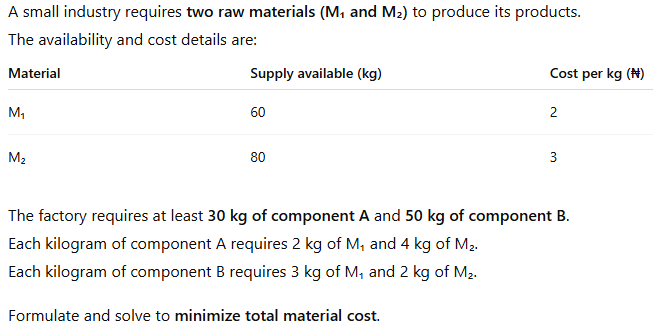 A small industry requires two raw materials (M₁ and M₂) to produce its products.
The availability and cost details are:
Material Supply available (kg) Cost per kg (₦)
M₁ 60 2
M₂ 80 3
The factory requires at least 30 kg of component A and 50 kg of component B.
Each kilogram of component A requires 2 kg of M₁ and 4 kg of M₂.
Each kilogram of component B requires 3 kg of M₁ and 2 kg of M₂.
Formulate and solve to minimize total material cost.